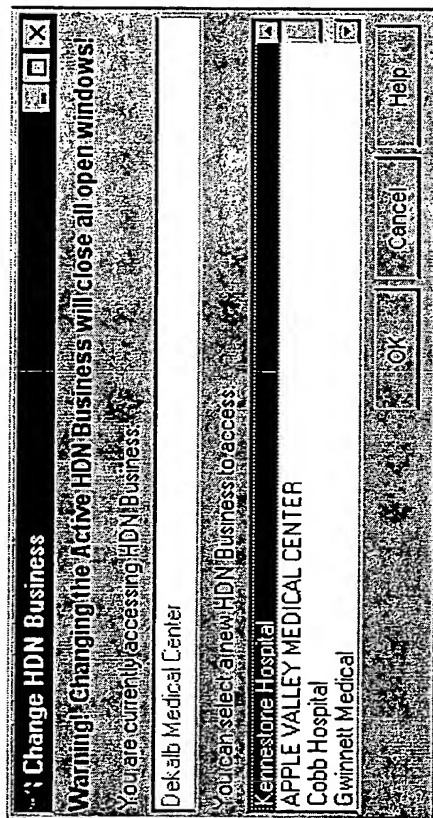 Change HDN Business
Warning! Changing the Active HDN Business will close all open windows!
You are currently accessing HDN Business:
Dekalb Medical Center
You can select a new HDN Business to access:
Kennestone Hospital
APPLE VALLEY MEDICAL CENTER
Cobb Hospital
Gwinnett Medical
OK Cancel Help